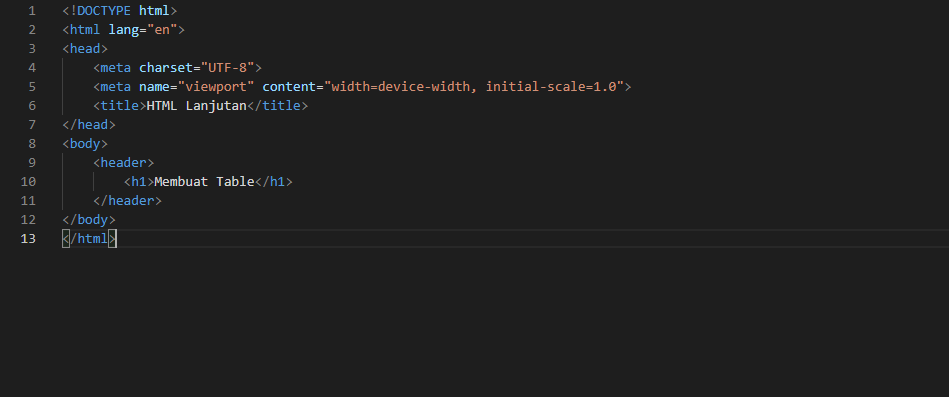 1 <!DOCTYPE html>
2 <html lang="en">
3 <head>
4     <meta charset="UTF-8">
5     <meta name="viewport" content="width=device-width, initial-scale=1.0">
6     <title>HTML Lanjutan</title>
7 </head>
8 <body>
9     <header>
10         <h1>Membuat Table</h1>
11     </header>
12 </body>
13 </html>